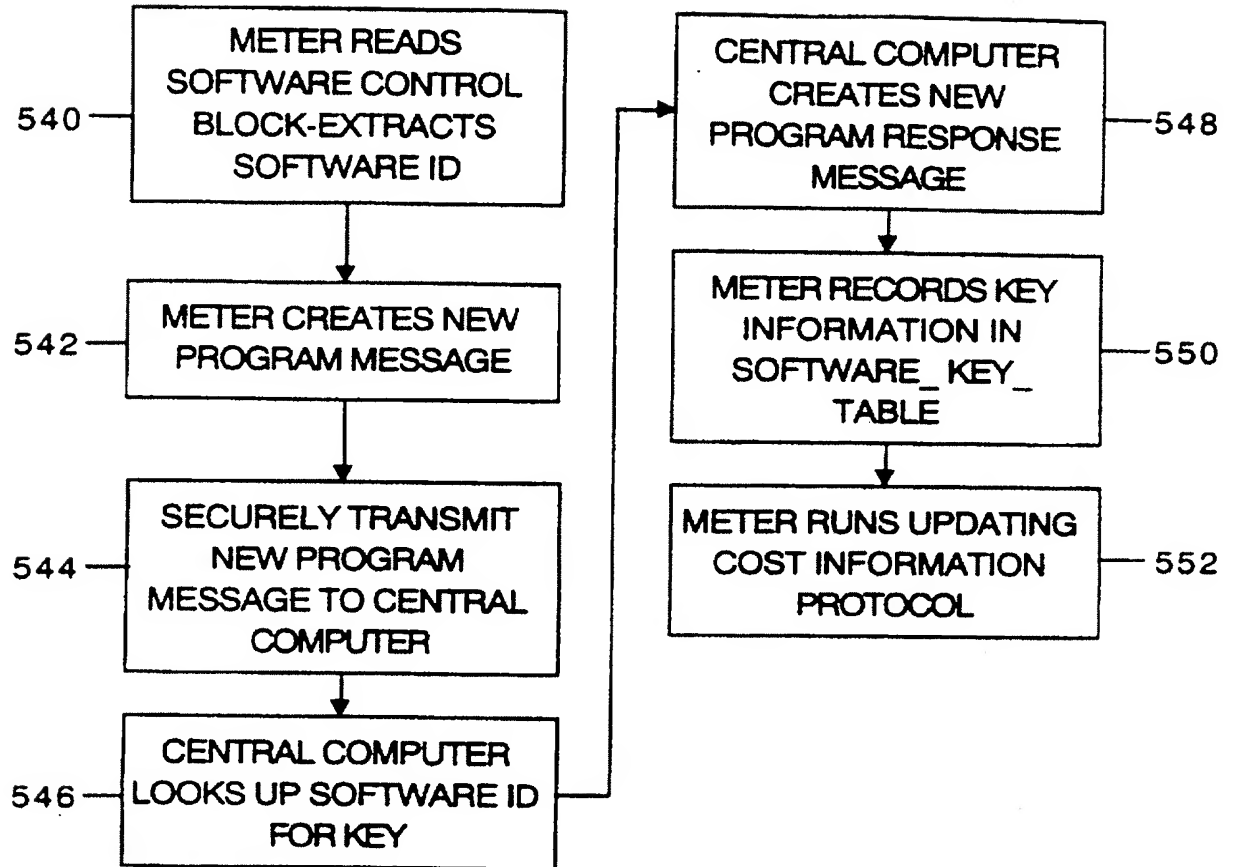 METER READS
SOFTWARE CONTROL
BLOCK-EXTRACTS
SOFTWARE ID
540
METER CREATES NEW
PROGRAM MESSAGE
542
SECURELY TRANSMIT
NEW PROGRAM
MESSAGE TO CENTRAL
COMPUTER
544
CENTRAL COMPUTER
LOOKS UP SOFTWARE ID
FOR KEY
546
CENTRAL COMPUTER
CREATES NEW
PROGRAM RESPONSE
MESSAGE
548
METER RECORDS KEY
INFORMATION IN
SOFTWARE_ KEY_
TABLE
550
METER RUNS UPDATING
COST INFORMATION
PROTOCOL
552